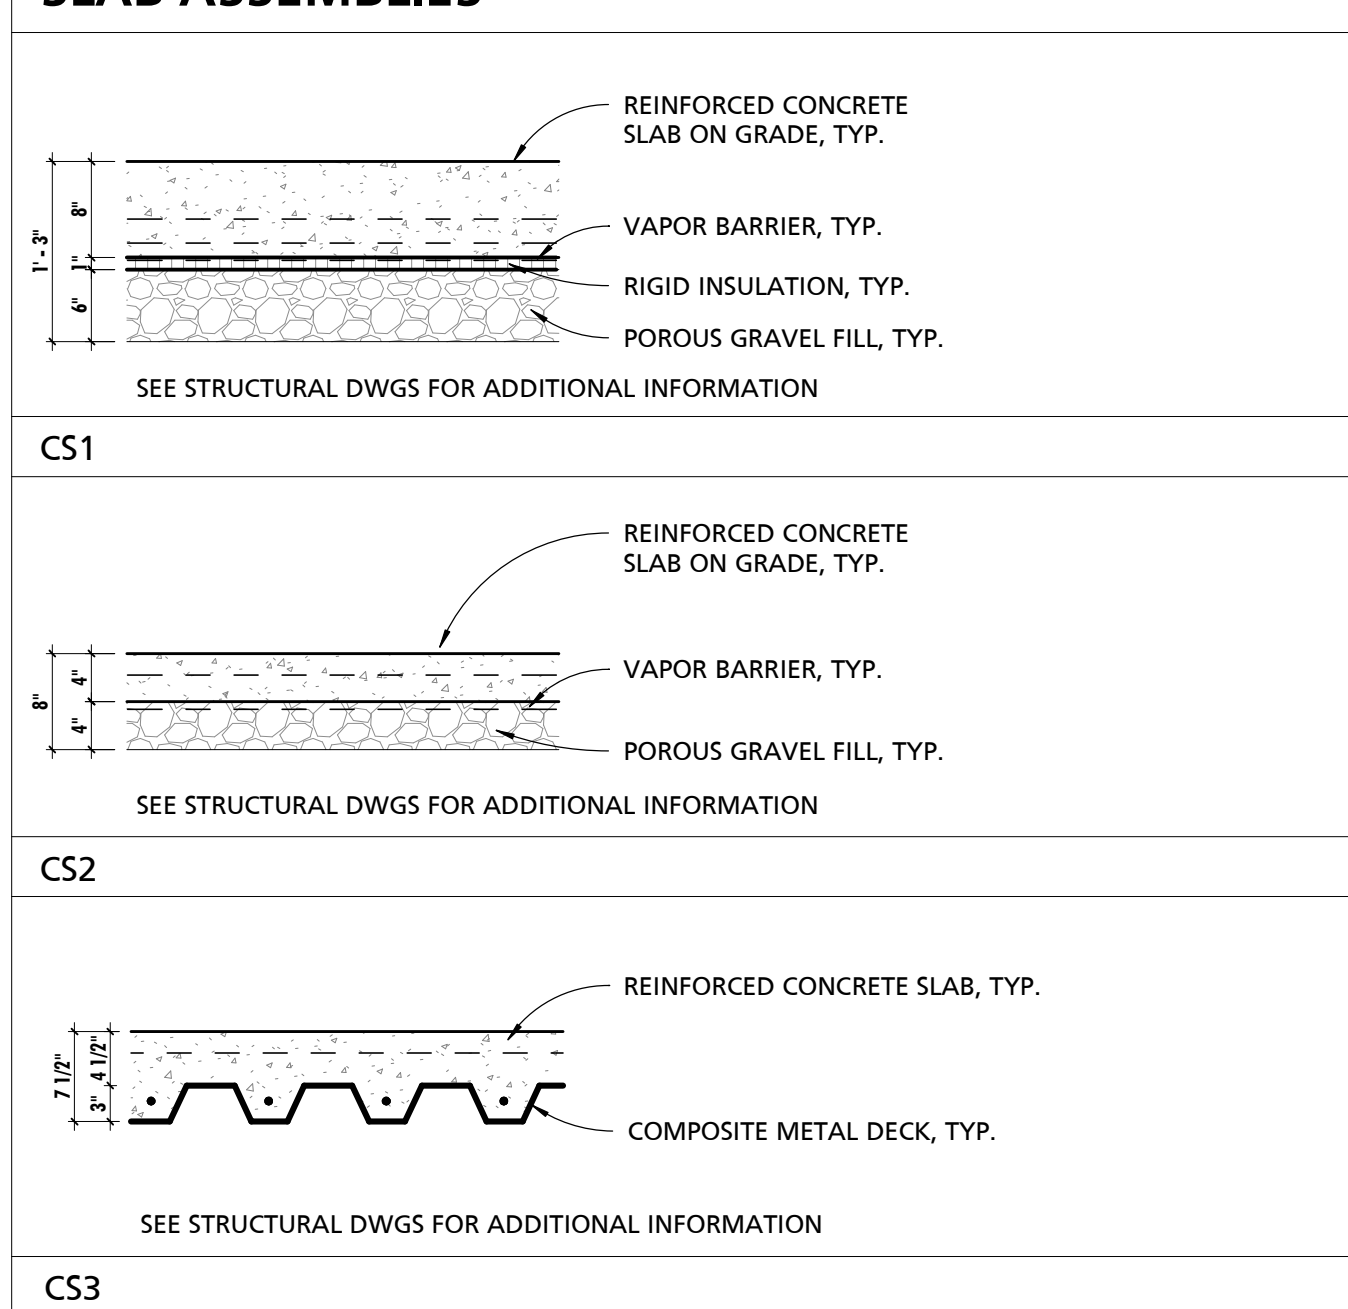 SLAB ASSEMBLIES
REINFORCED CONCRETE
SLAB ON GRADE, TYP.
8"
1' - 3"
1"
6"
VAPOR BARRIER, TYP.
RIGID INSULATION, TYP.
POROUS GRAVEL FILL, TYP.
SEE STRUCTURAL DWGS FOR ADDITIONAL INFORMATION
CS1
REINFORCED CONCRETE
SLAB ON GRADE, TYP.
4"
8"
4"
VAPOR BARRIER, TYP.
POROUS GRAVEL FILL, TYP.
SEE STRUCTURAL DWGS FOR ADDITIONAL INFORMATION
CS2
REINFORCED CONCRETE SLAB, TYP.
7 1/2"
4 1/2"
3"
COMPOSITE METAL DECK, TYP.
SEE STRUCTURAL DWGS FOR ADDITIONAL INFORMATION
CS3